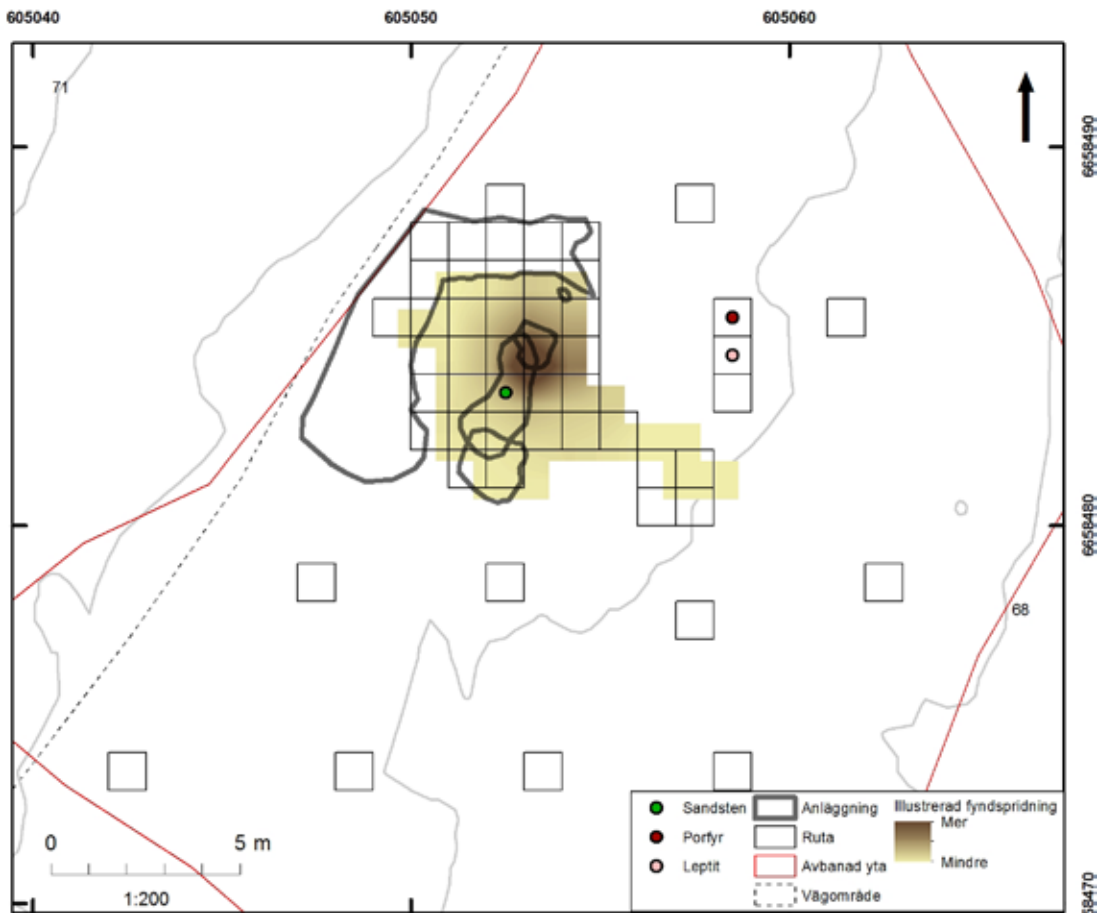 605040 605050 605060
71
6658490
6658480
68
0 5 m
1:200
Sandsten Anläggning Illustrerad fyndspridning
Porfyr Ruta Mer
Leptit Avbanad yta Mindre
Vägområde